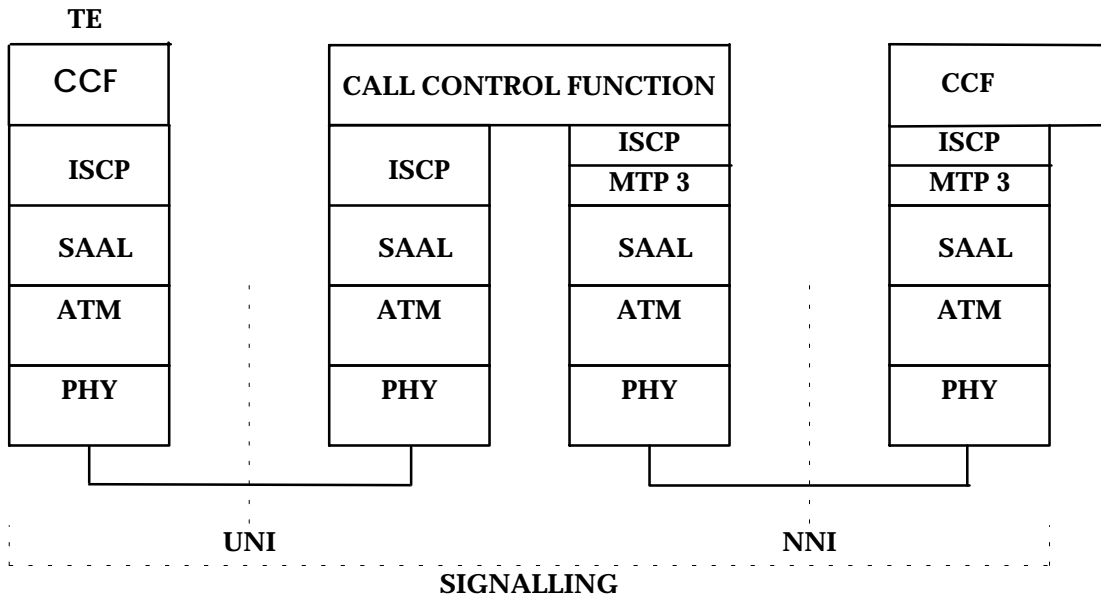 TE
CCF CALL CONTROL FUNCTION CCF
ISCP ISCP
MTP 3 MTP 3
ISCP ISCP
SAAL SAAL SAAL SAAL
ATM ATM ATM ATM
PHY PHY PHY PHY
UNI NNI
SIGNALLING